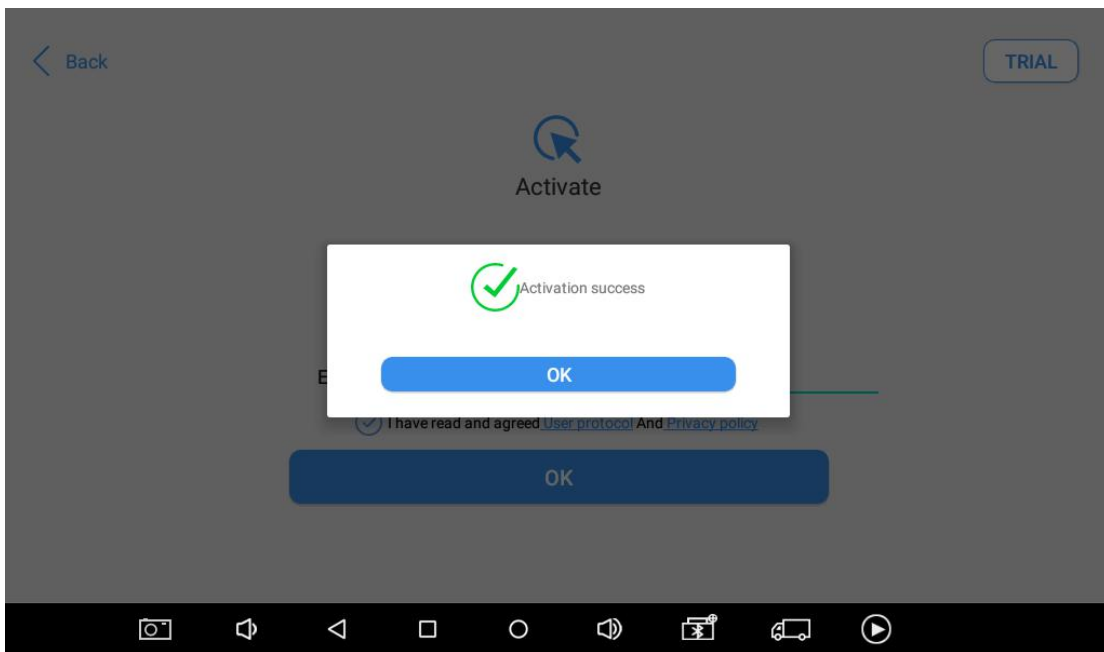 Back
TRIAL
Activate
Activation success
OK
E
I have read and agreed User protocol And Privacy policy
OK